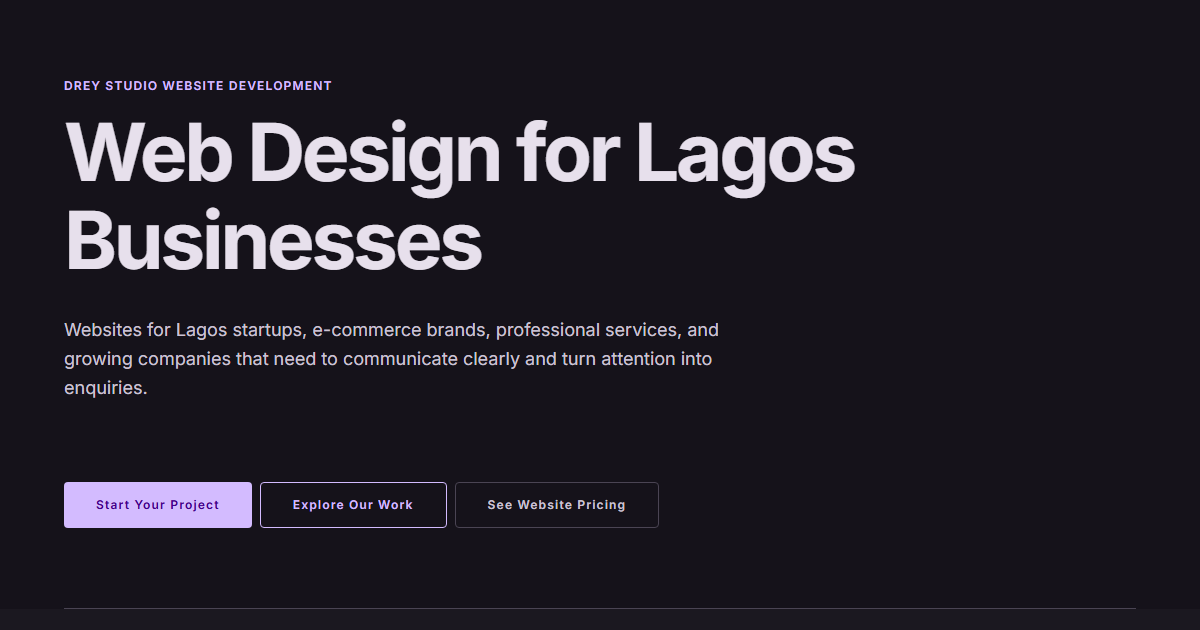 DREY STUDIO WEBSITE DEVELOPMENT
Web Design for Lagos
Businesses
Websites for Lagos startups, e-commerce brands, professional services, and
growing companies that need to communicate clearly and turn attention into
enquiries.
Start Your Project
Explore Our Work
See Website Pricing